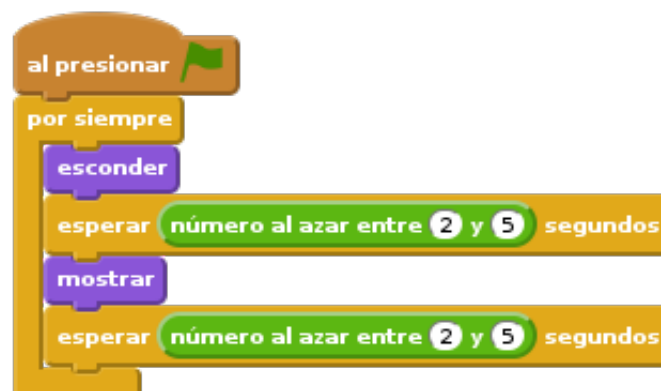 al presionar
por siempre
esconder
esperar número al azar entre 2 y 5 segundos
mostrar
esperar número al azar entre 2 y 5 segundos